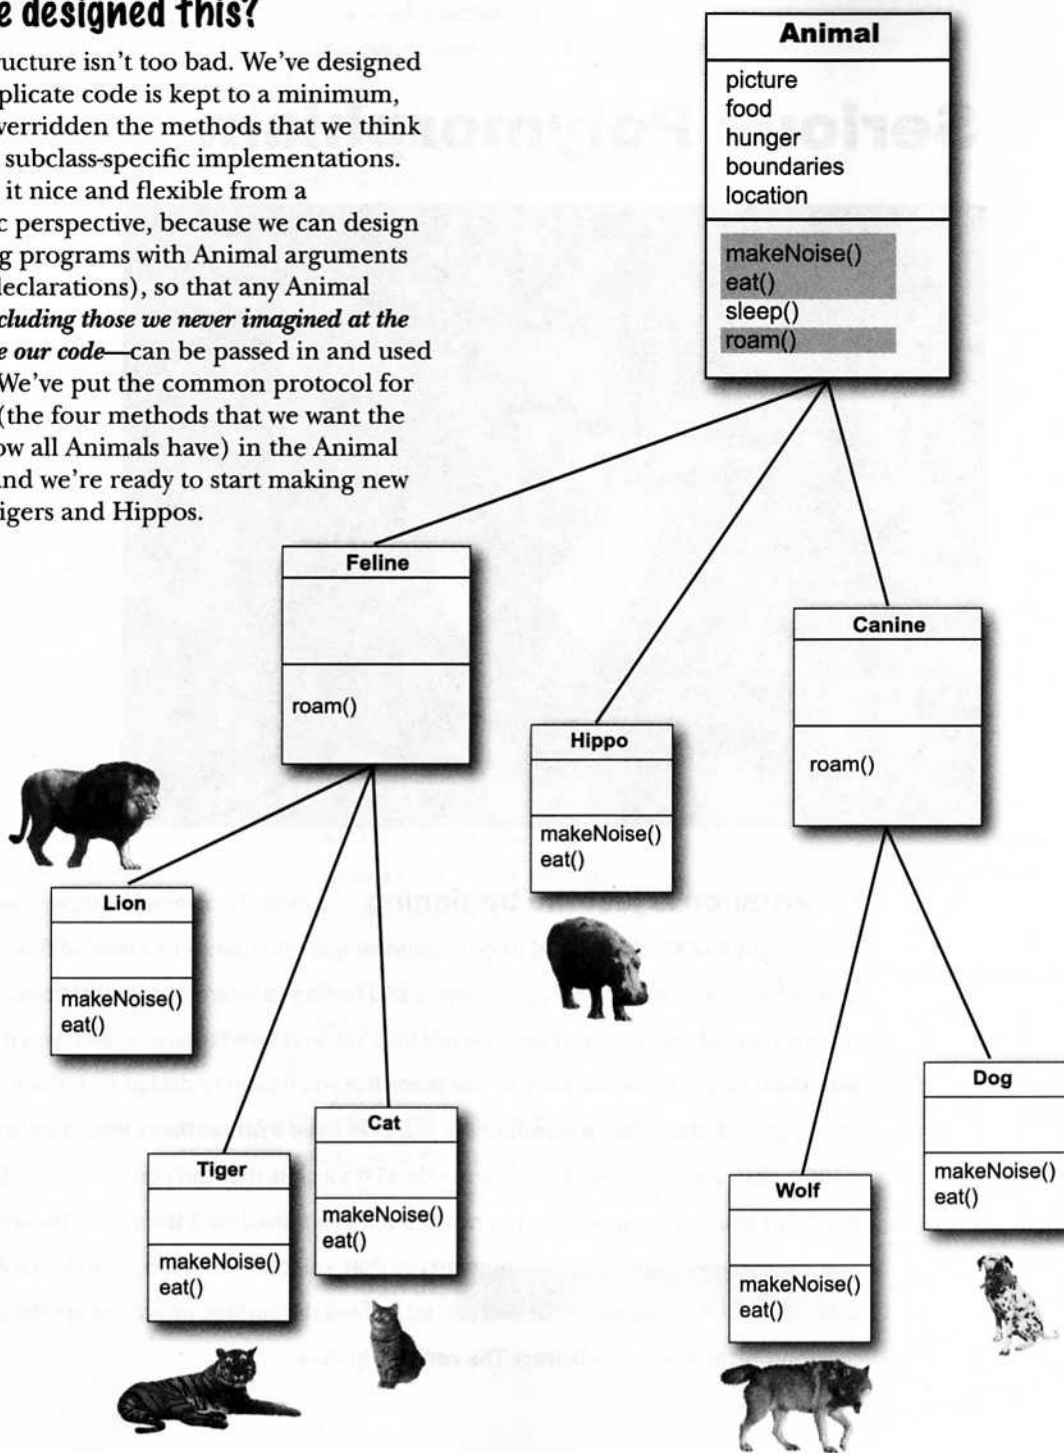 e designed this?
ucture isn't too bad. We've designed
plicate code is kept to a minimum,
verridden the methods that we think
subclass-specific implementations.
it nice and flexible from a
c perspective, because we can design
g programs with Animal arguments
declarations), so that any Animal
cluding those we never imagined at the
e our code—can be passed in and used
We've put the common protocol for
(the four methods that we want the
ow all Animals have) in the Animal
and we're ready to start making new
igers and Hippos.
Animal
picture
food
hunger
boundaries
location
makeNoise()
eat()
sleep()
roam()
Feline
roam()
Hippo
makeNoise()
eat()
Canine
roam()
Lion
makeNoise()
eat()
Tiger
makeNoise()
eat()
Cat
makeNoise()
eat()
Wolf
makeNoise()
eat()
Dog
makeNoise()
eat()